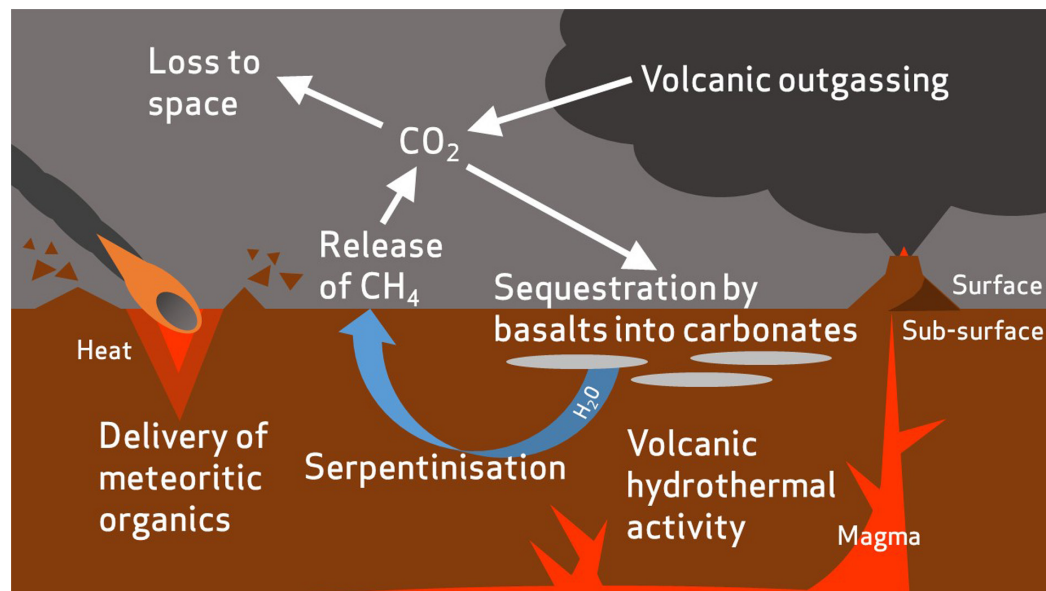 Loss to
space
Volcanic outgassing
CO₂
Release
of CH₄
Sequestration by
basalts into carbonates
Surface
Sub-surface
Heat
H₂O
Delivery of
meteoritic
organics
Serpentinisation
Volcanic
hydrothermal
activity
Magma